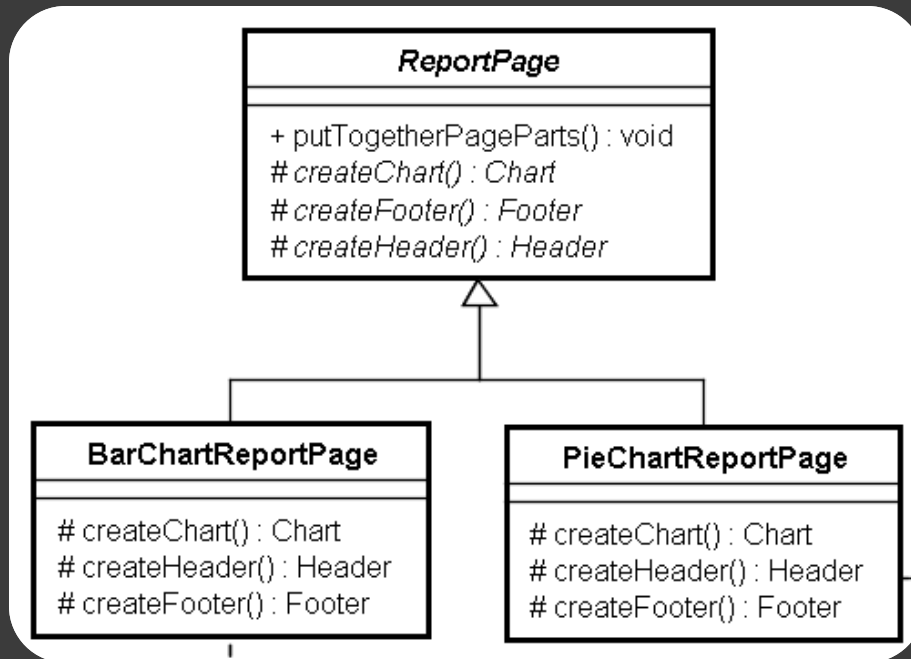 ReportPage
+ putTogetherPageParts() : void
# createChart() : Chart
# createFooter() : Footer
# createHeader() : Header
BarChartReportPage
# createChart() : Chart
# createHeader() : Header
# createFooter() : Footer
PieChartReportPage
# createChart() : Chart
# createHeader() : Header
# createFooter() : Footer